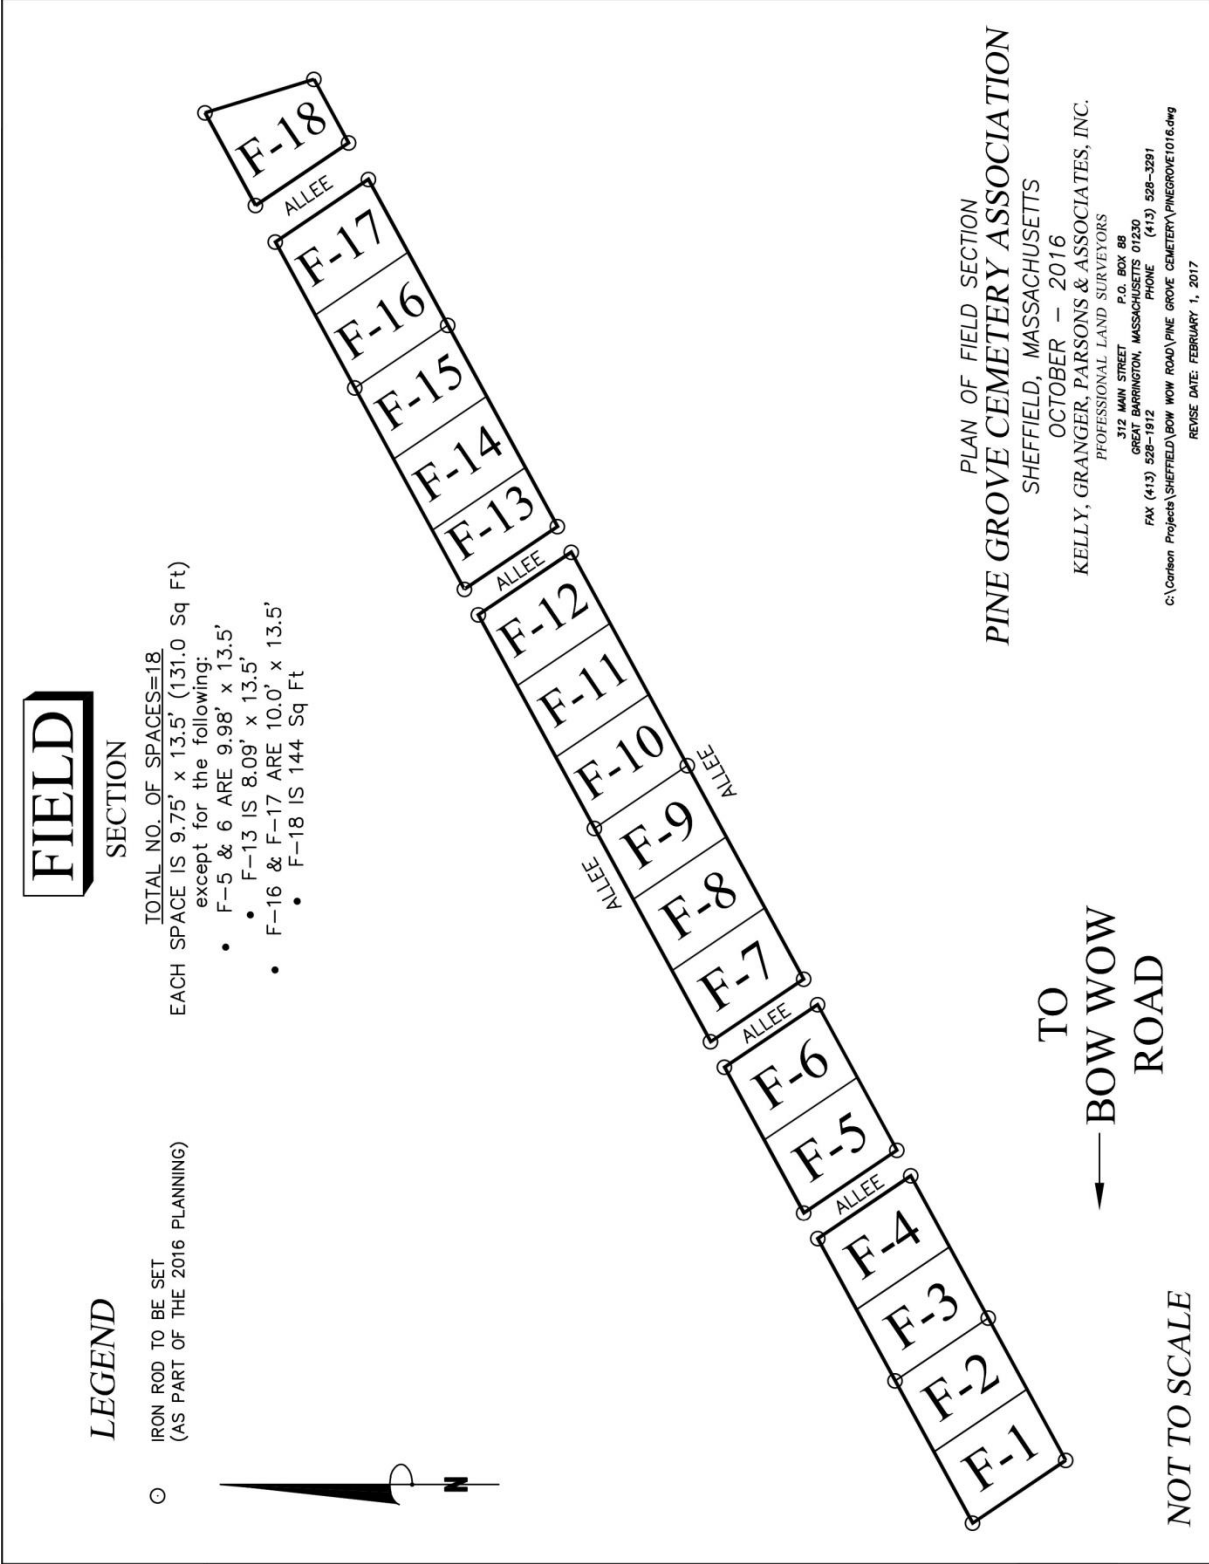 FIELD
SECTION
TOTAL NO. OF SPACES=18
EACH SPACE IS 9.75' x 13.5' (131.0 Sq Ft)
except for the following:
• F-5 & 6 ARE 9.98' x 13.5'
• F-13 IS 8.09' x 13.5'
• F-16 & F-17 ARE 10.0' x 13.5'
• F-18 IS 144 Sq Ft
LEGEND
IRON ROD TO BE SET
(AS PART OF THE 2016 PLANNING)
N
F-1
F-2
F-3
F-4
ALLEE
F-5
F-6
ALLEE
F-7
F-8
F-9
ALLEE
ALLEE
F-10
F-11
F-12
ALLEE
F-13
F-14
F-15
F-16
F-17
ALLEE
F-18
TO
BOW WOW
ROAD
NOT TO SCALE
PLAN OF FIELD SECTION
PINE GROVE CEMETERY ASSOCIATION
SHEFFIELD, MASSACHUSETTS
OCTOBER - 2016
KELLY, GRANGER, PARSONS & ASSOCIATES, INC.
PFOFESSIONAL LAND SURVEYORS
312 MAIN STREET P.O. BOX 88
GREAT BARRINGTON, MASSACHUSETTS 01230
FAX (413) 528-1912 PHONE (413) 528-3291
C:\Carlson Projects\SHEFFIELD\BOW WOW ROAD\PINE GROVE CEMETERY\PINEGROVE1016.dwg
REVISE DATE: FEBRUARY 1, 2017